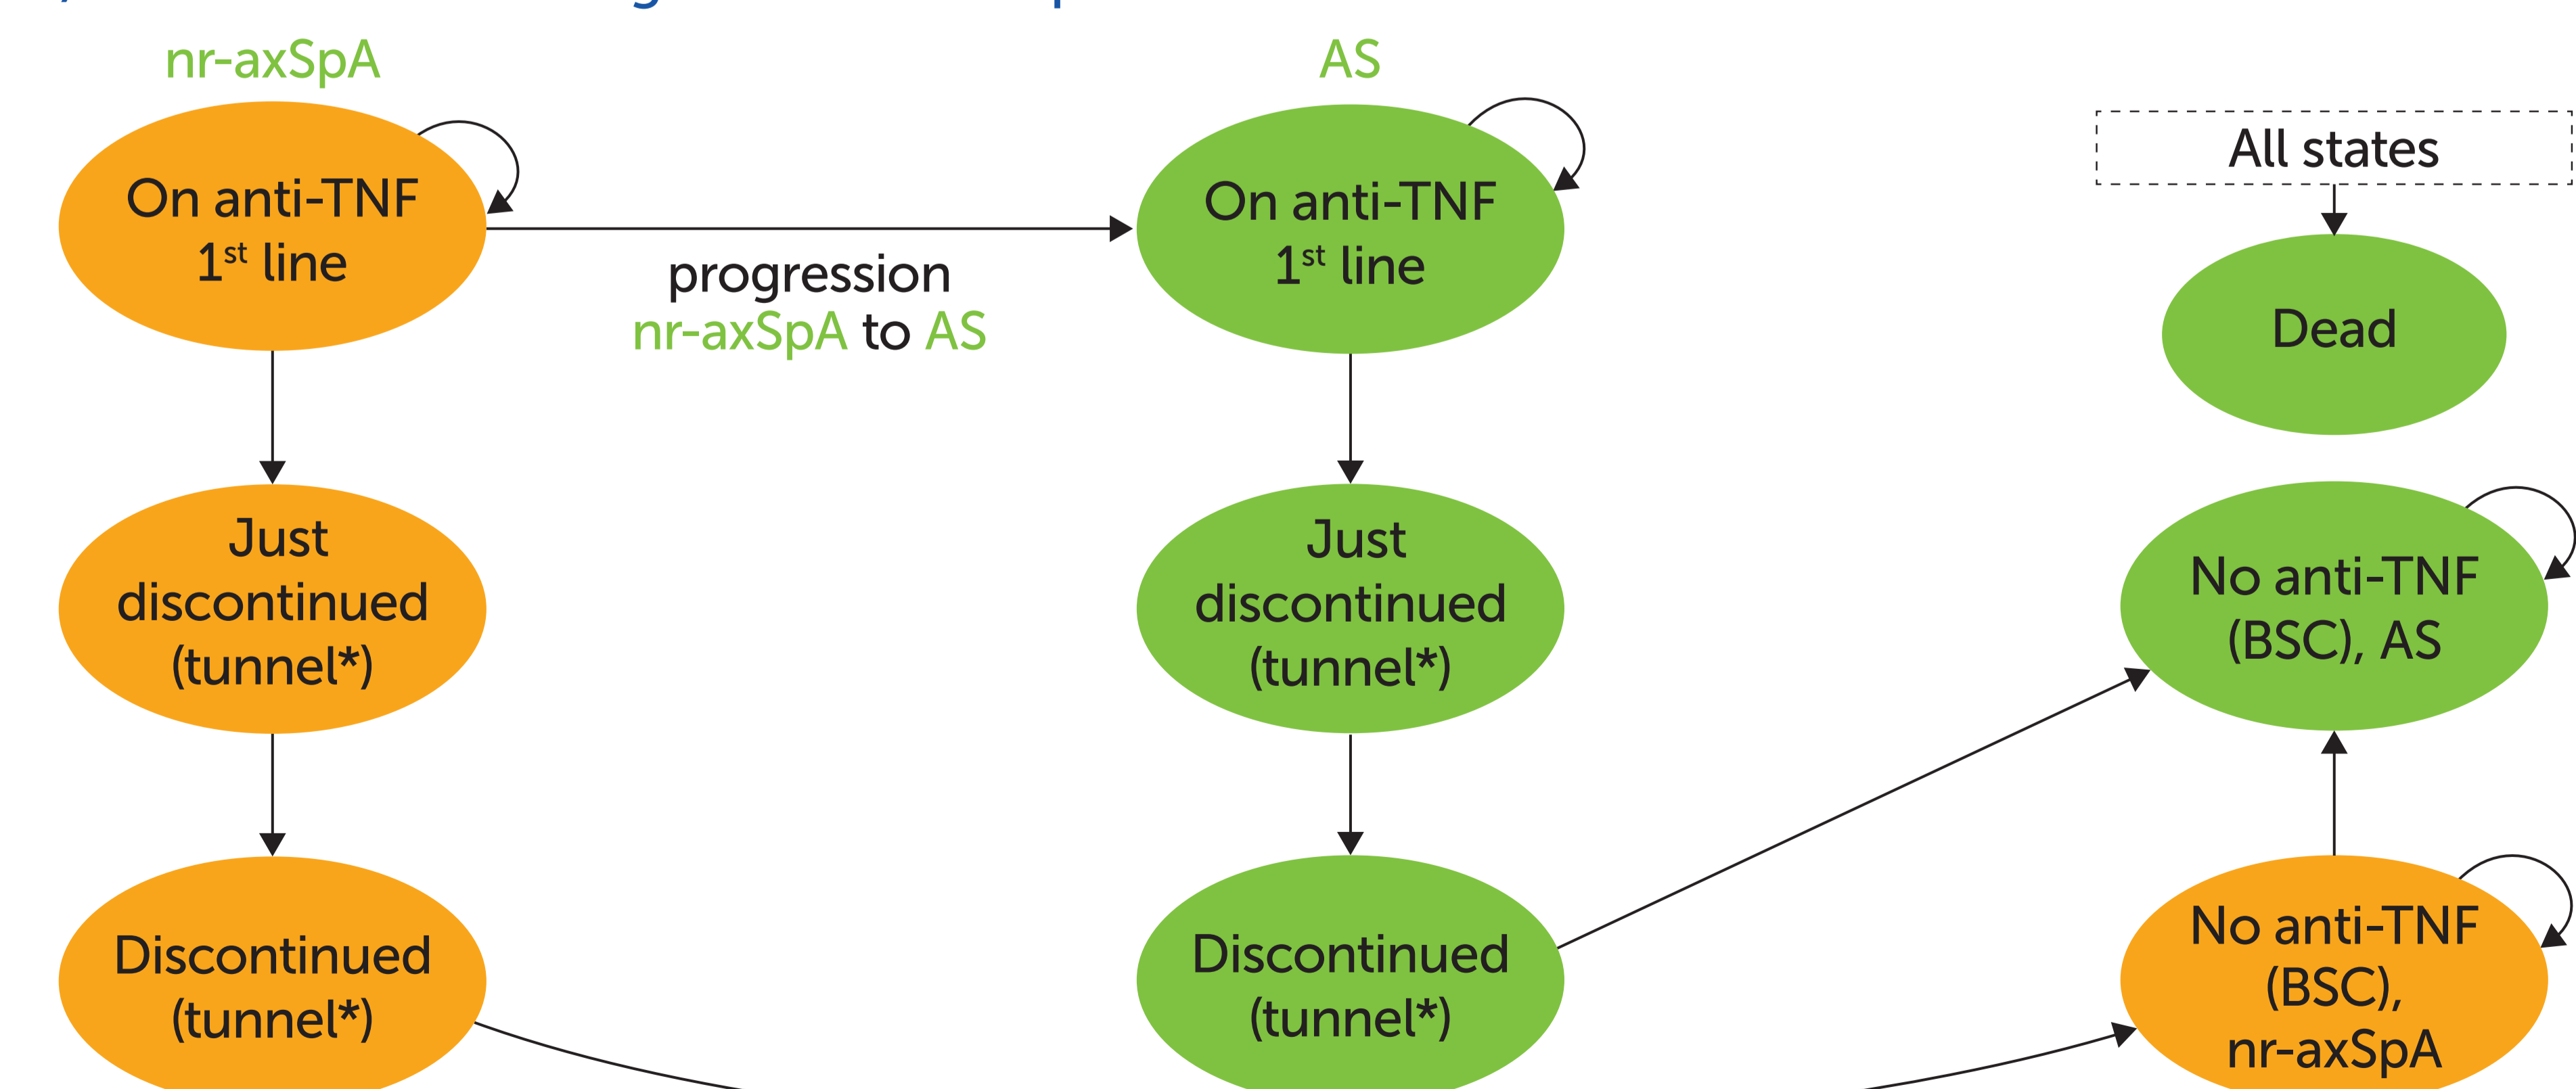 nr-axSpA
On anti-TNF
1st line
progression
nr-axSpA to AS
AS
On anti-TNF
1st line
All states
Dead
Just
discontinued
(tunnel*)
Just
discontinued
(tunnel*)
No anti-TNF
(BSC), AS
Discontinued
(tunnel*)
Discontinued
(tunnel*)
No anti-TNF
(BSC),
nr-axSpA